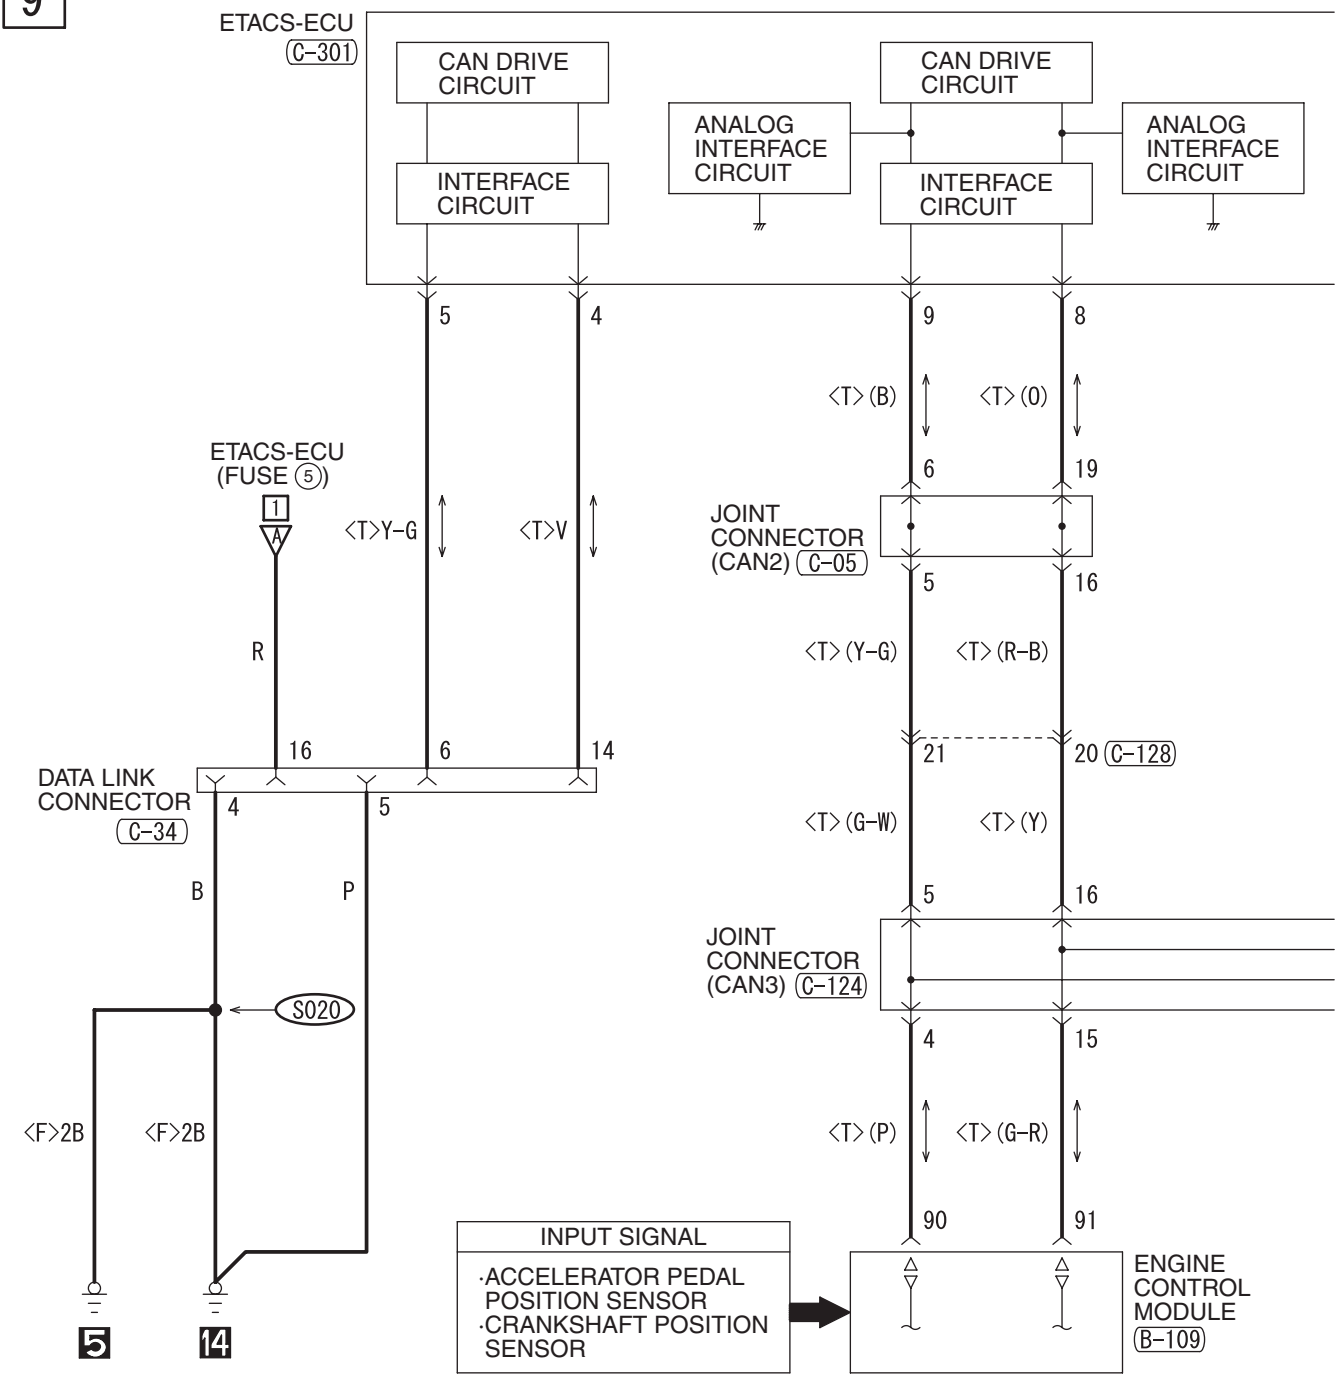 9
ETACS-ECU
C-301
CAN DRIVE
CIRCUIT
INTERFACE
CIRCUIT
ANALOG
INTERFACE
CIRCUIT
CAN DRIVE
CIRCUIT
INTERFACE
CIRCUIT
ANALOG
INTERFACE
CIRCUIT
5
4
9
8
<T>(B)
<T>(O)
6
19
ETACS-ECU
(FUSE 5)
1
A
<T>Y-G
<T>V
JOINT
CONNECTOR
(CAN2) C-05
5
16
R
<T>(Y-G)
<T>(R-B)
16
6
14
21
20 C-128
DATA LINK
CONNECTOR
C-34
4
5
<T>(G-W)
<T>(Y)
B
P
5
16
JOINT
CONNECTOR
(CAN3) C-124
S020
4
15
<F>2B
<F>2B
<T>(P)
<T>(G-R)
90
91
INPUT SIGNAL
·ACCELERATOR PEDAL
POSITION SENSOR
·CRANKSHAFT POSITION
SENSOR
ENGINE
CONTROL
MODULE
B-109
5
14